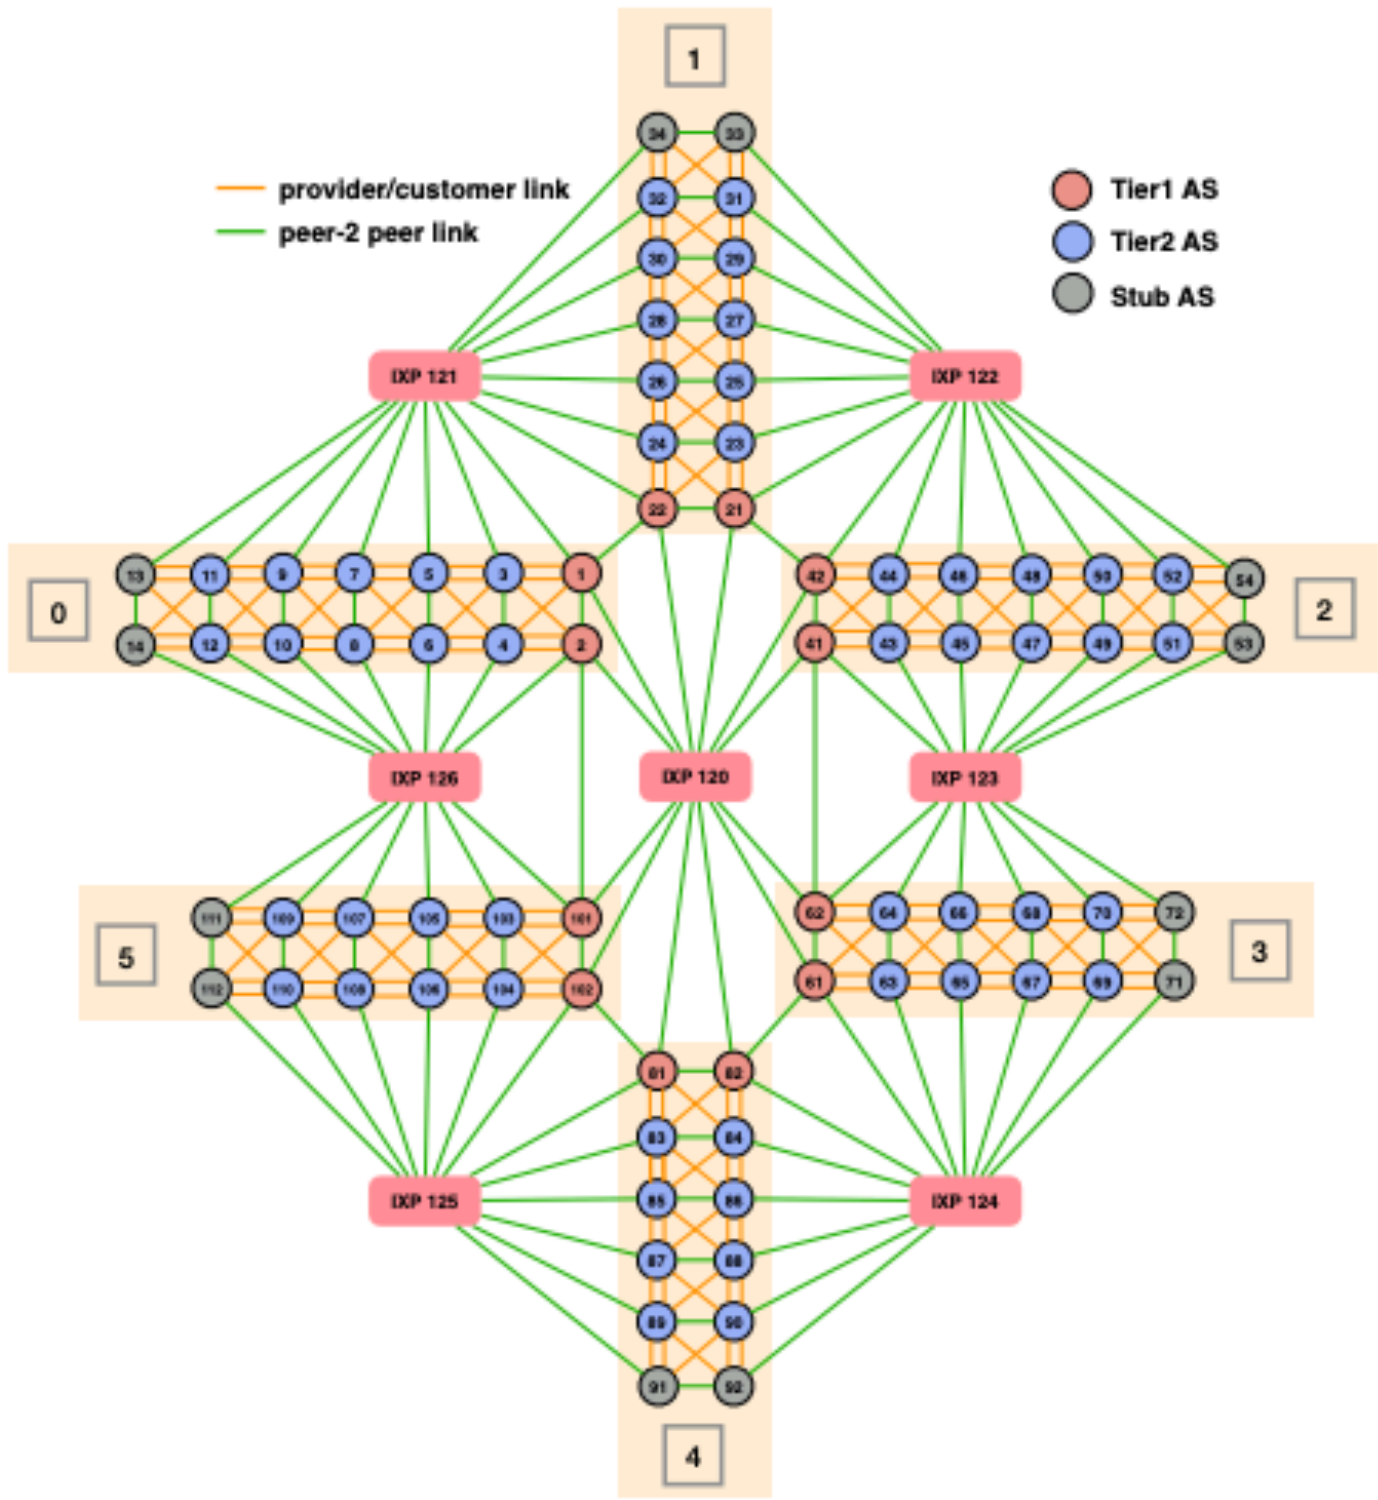 1
34 33
provider/customer link
Tier1 AS
32 31
peer-2 peer link
Tier2 AS
30 29
Stub AS
28 27
IXP 121
26 25
IXP 122
24 23
22 21
13 11 9 7 5 3 1
42 44 46 48 50 52 54
0
2
14 12 10 8 6 4 2
41 43 45 47 49 51 53
IXP 126
IXP 120
IXP 123
111 109 107 105 103 101
62 64 66 68 70 72
5
3
112 110 108 106 104 102
61 63 65 67 69 71
81 82
83 84
IXP 125
85 86
IXP 124
87 88
89 90
91 92
4